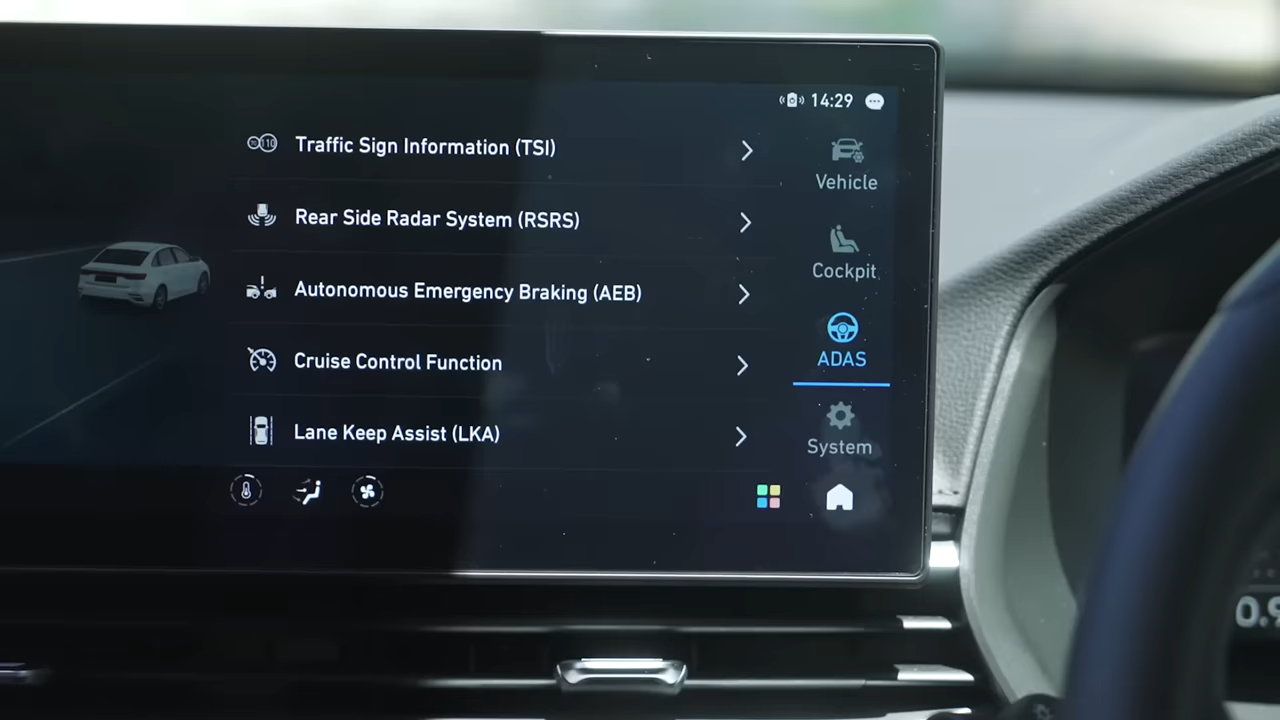 14:29
Traffic Sign Information (TSI)
Rear Side Radar System (RSRS)
Autonomous Emergency Braking (AEB)
Cruise Control Function
Lane Keep Assist (LKA)
Vehicle
Cockpit
ADAS
System